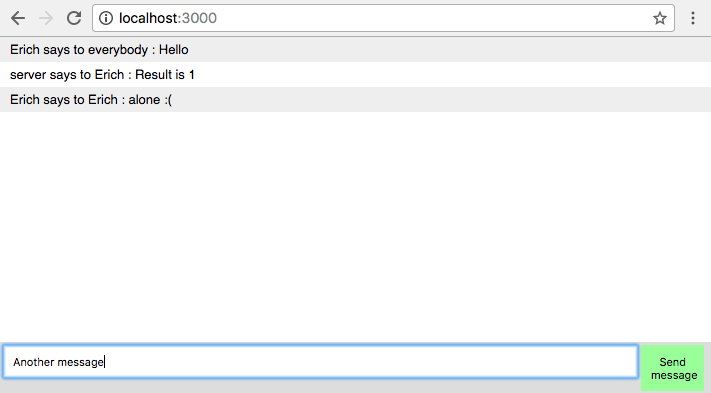 localhost:3000
Erich says to everybody : Hello
server says to Erich : Result is 1
Erich says to Erich : alone :(
Another message
Send
message